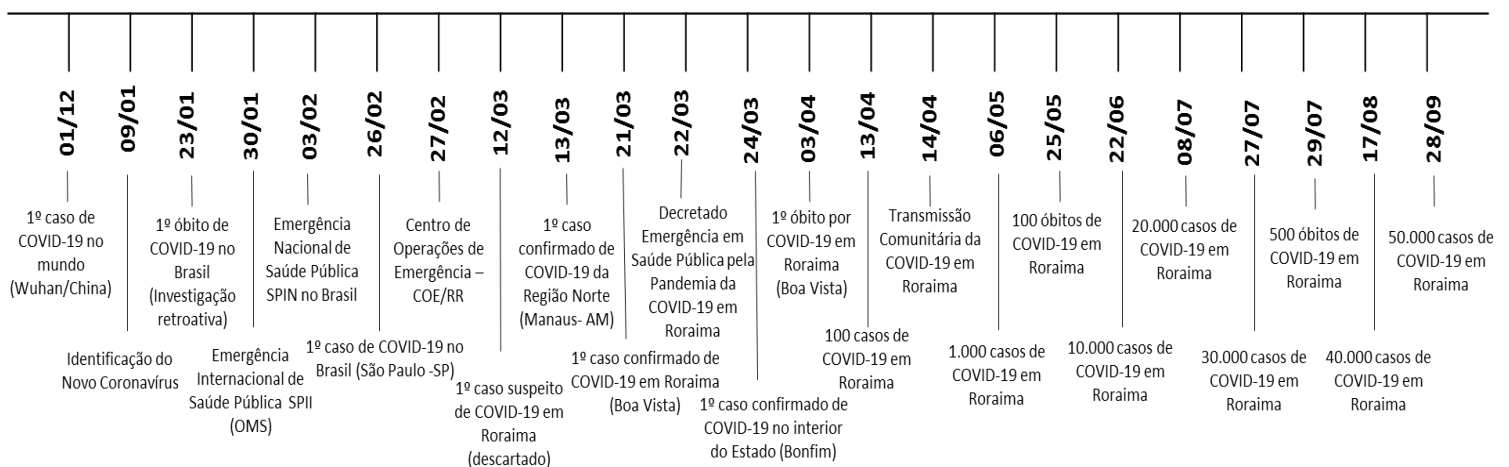 01/12
09/01
23/01
30/01
03/02
26/02
27/02
12/03
13/03
21/03
22/03
24/03
03/04
13/04
14/04
06/05
25/05
22/06
08/07
27/07
29/07
17/08
28/09
1º caso de
COVID-19 no
mundo
(Wuhan/China)
Identificação do
Novo Coronavírus
1º óbito de
COVID-19 no
Brasil
(Investigação
retroativa)
Emergência
Internacional de
Saúde Pública SPII
(OMS)
Emergência
Nacional de
Saúde Pública
SPIN no Brasil
1º caso de COVID-19 no
Brasil (São Paulo -SP)
Centro de
Operações de
Emergência –
COE/RR
1º caso suspeito
de COVID-19 em
Roraima
(descartado)
1º caso
confirmado de
COVID-19 da
Região Norte
(Manaus- AM)
1º caso confirmado de
COVID-19 em Roraima
(Boa Vista)
Decretado
Emergência em
Saúde Pública pela
Pandemia da
COVID-19 em
Roraima
1º caso confirmado de
COVID-19 no interior
do Estado (Bonfim)
1º óbito por
COVID-19 em
Roraima
(Boa Vista)
100 casos de
COVID-19 em
Roraima
Transmissão
Comunitária da
COVID-19 em
Roraima
1.000 casos de
COVID-19 em
Roraima
100 óbitos de
COVID-19 em
Roraima
10.000 casos de
COVID-19 em
Roraima
20.000 casos de
COVID-19 em
Roraima
30.000 casos de
COVID-19 em
Roraima
500 óbitos de
COVID-19 em
Roraima
40.000 casos de
COVID-19 em
Roraima
50.000 casos de
COVID-19 em
Roraima